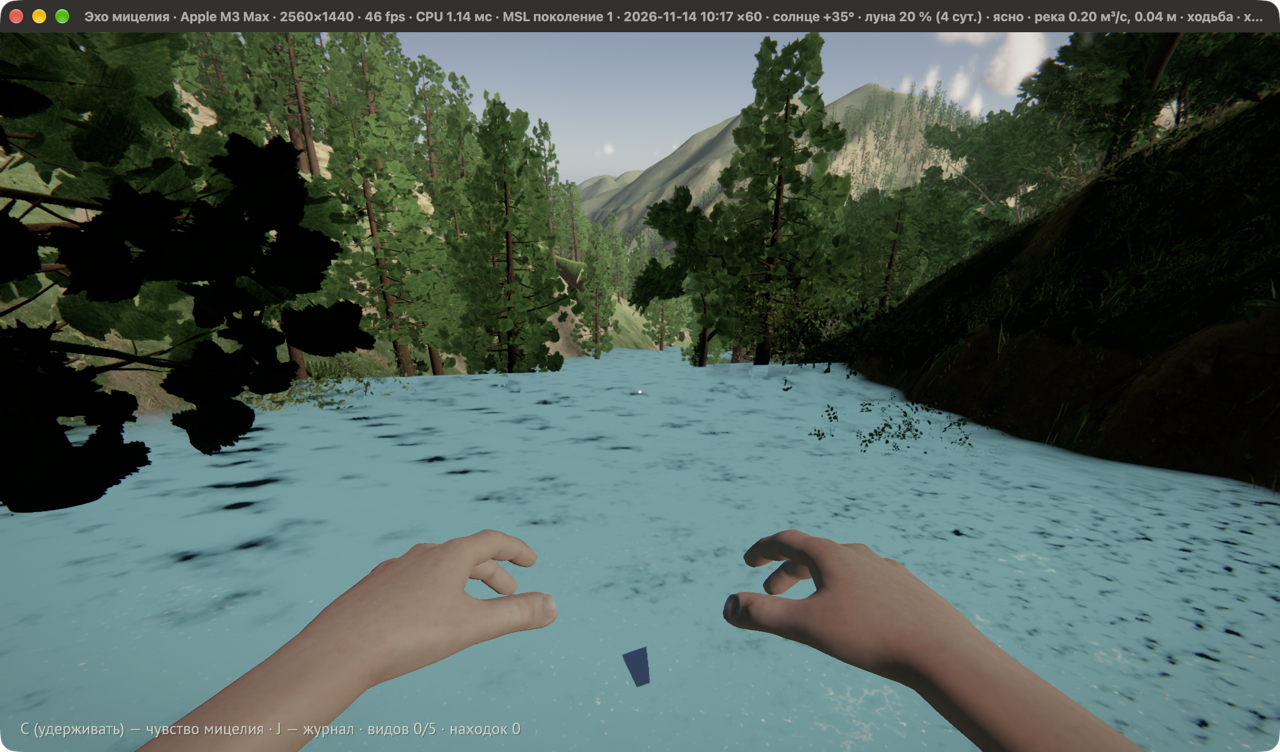 Эхо мицелия · Apple M3 Max · 2560×1440 · 46 fps · CPU 1.14 мс · MSL поколение 1 · 2026-11-14 10:17 ×60 · солнце +35° · луна 20 % (4 сут.) · ясно · река 0.20 м³/с, 0.04 м · ходьба · х...
C (удерживать) — чувство мицелия · J — журнал · видов 0/5 · находок 0